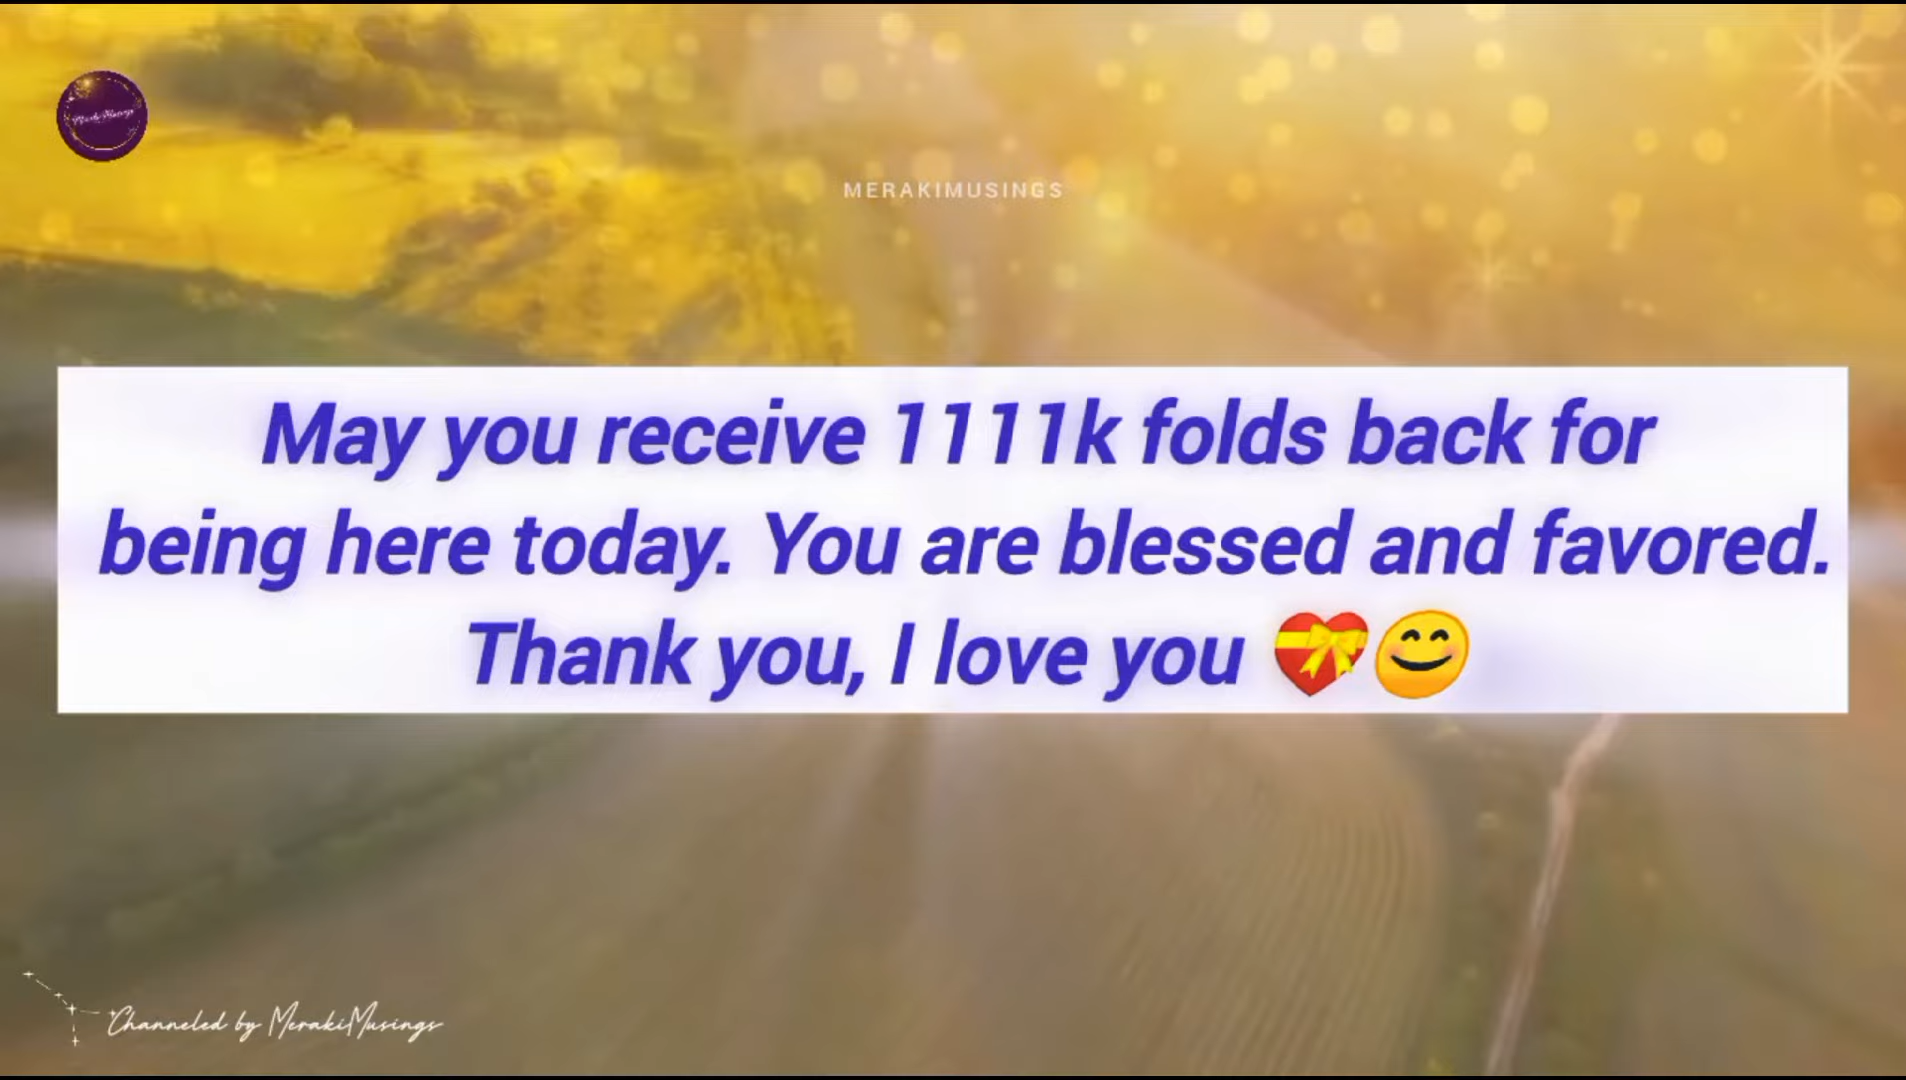 MerakiMusings
MERAKIMUSINGS
May you receive 1111k folds back for
being here today. You are blessed and favored.
Thank you, I love you 💝😊
Channeled by MerakiMusings